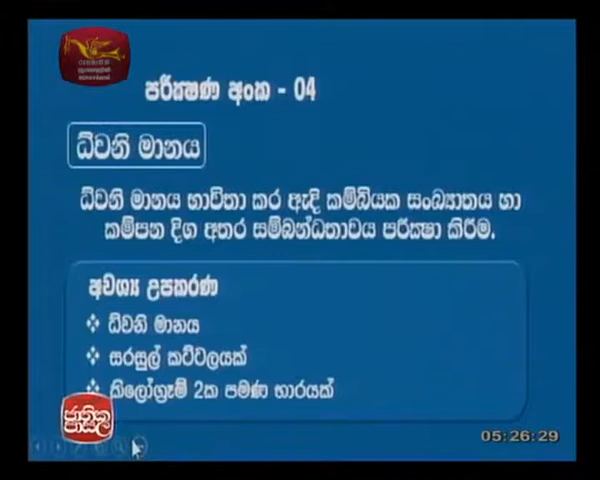 පරීක්ෂණ අංක - 04
ධ්වනි මානය
ධ්වනි මානය භාවිතා කර ඇදි කම්බියක සංඛ්‍යාතය හා
කම්පන දිග අතර සම්බන්ධතාවය පරීක්ෂා කිරීම.
අවශ්‍ය උපකරණ
❖ ධ්වනි මානය
❖ සරසුල් කට්ටලයක්
❖ කිලෝග්‍රෑම් 2ක පමණ භාරයක්
ජාතික
පාසල
05:26:29